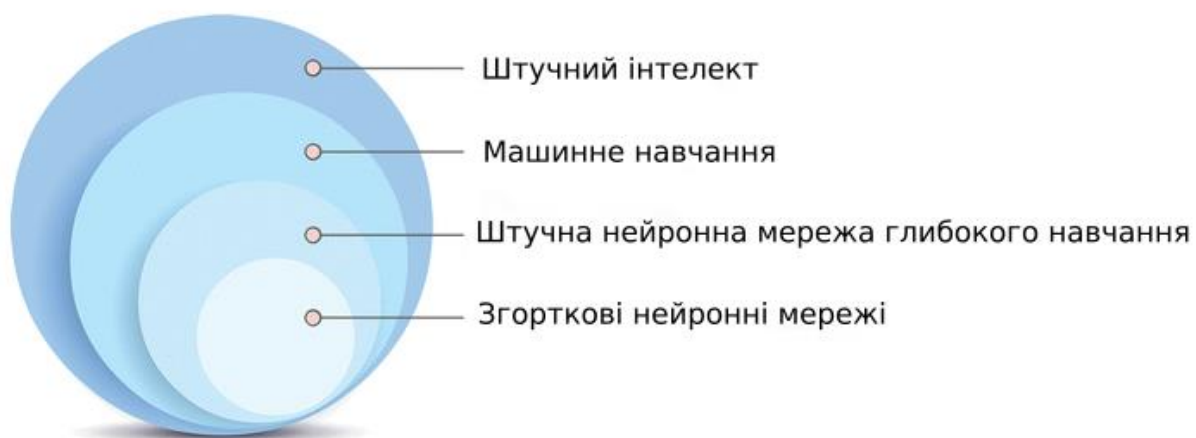 Штучний інтелект
Машинне навчання
Штучна нейронна мережа глибокого навчання
Згорткові нейронні мережі